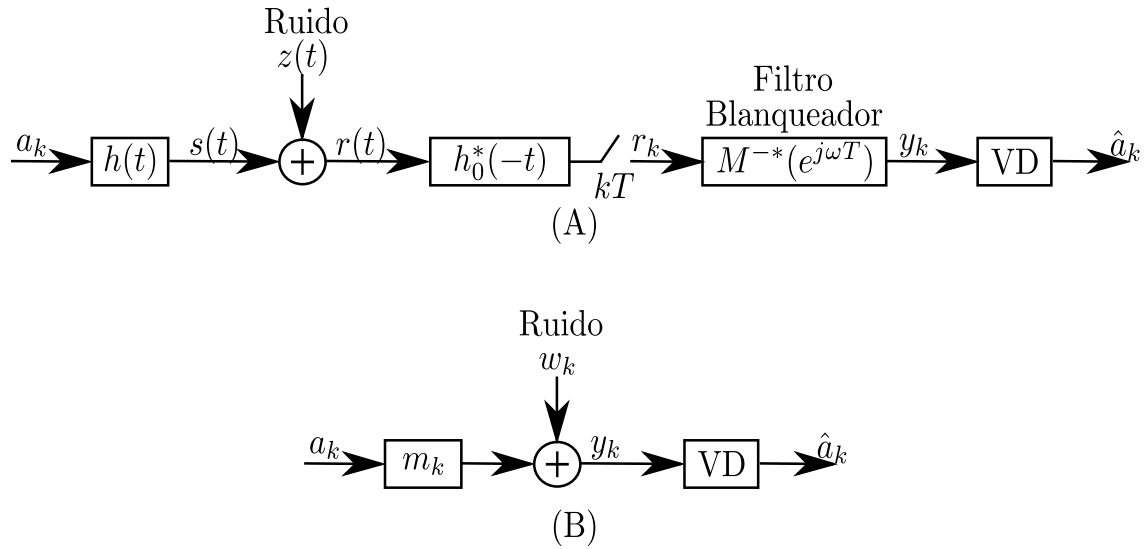 Ruido
z(t)
a_k h(t) s(t) + r(t) h_0^*(-t) kT r_k
Filtro
Blanqueador
M^{-*}(e^{jωT}) y_k VD â_k
(A)
Ruido
w_k
a_k m_k + y_k VD â_k
(B)